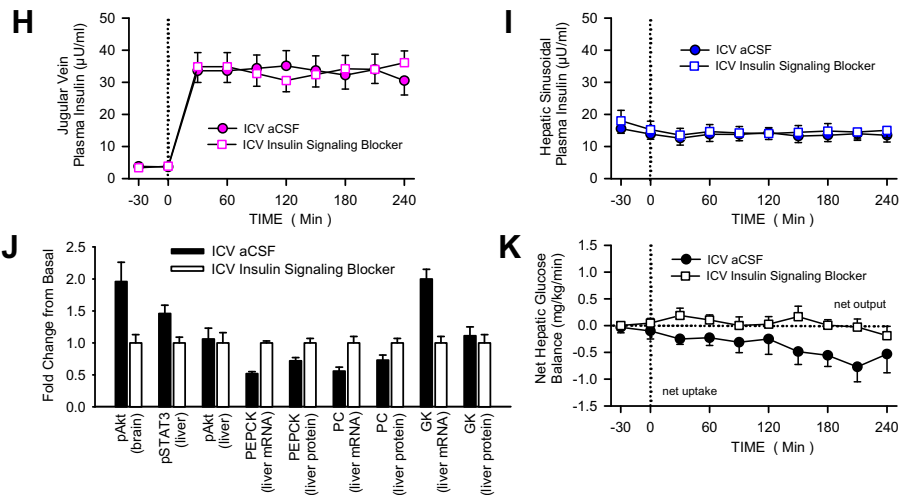 H
Jugular Vein
Plasma Insulin (µU/ml)
50
40
30
20
10
0
ICV aCSF
ICV Insulin Signaling Blocker
-30 0 60 120 180 240
TIME ( Min )
I
Hepatic Sinusoidal
Plasma Insulin (µU/ml)
50
40
30
20
10
0
ICV aCSF
ICV Insulin Signaling Blocker
-30 0 60 120 180 240
TIME ( Min )
J
Fold Change from Basal
2.5
2.0
1.5
1.0
0.5
0.0
ICV aCSF
ICV Insulin Signaling Blocker
pAkt
(brain)
pSTAT3
(liver)
pAkt
(liver)
PEPCK
(liver mRNA)
PEPCK
(liver protein)
PC
(liver mRNA)
PC
(liver protein)
GK
(liver mRNA)
GK
(liver protein)
K
Net Hepatic Glucose
Balance (mg/kg/min)
1.5
1.0
0.5
0.0
-0.5
-1.0
-1.5
ICV aCSF
ICV Insulin Signaling Blocker
net output
net uptake
-30 0 60 120 180 240
TIME ( Min )